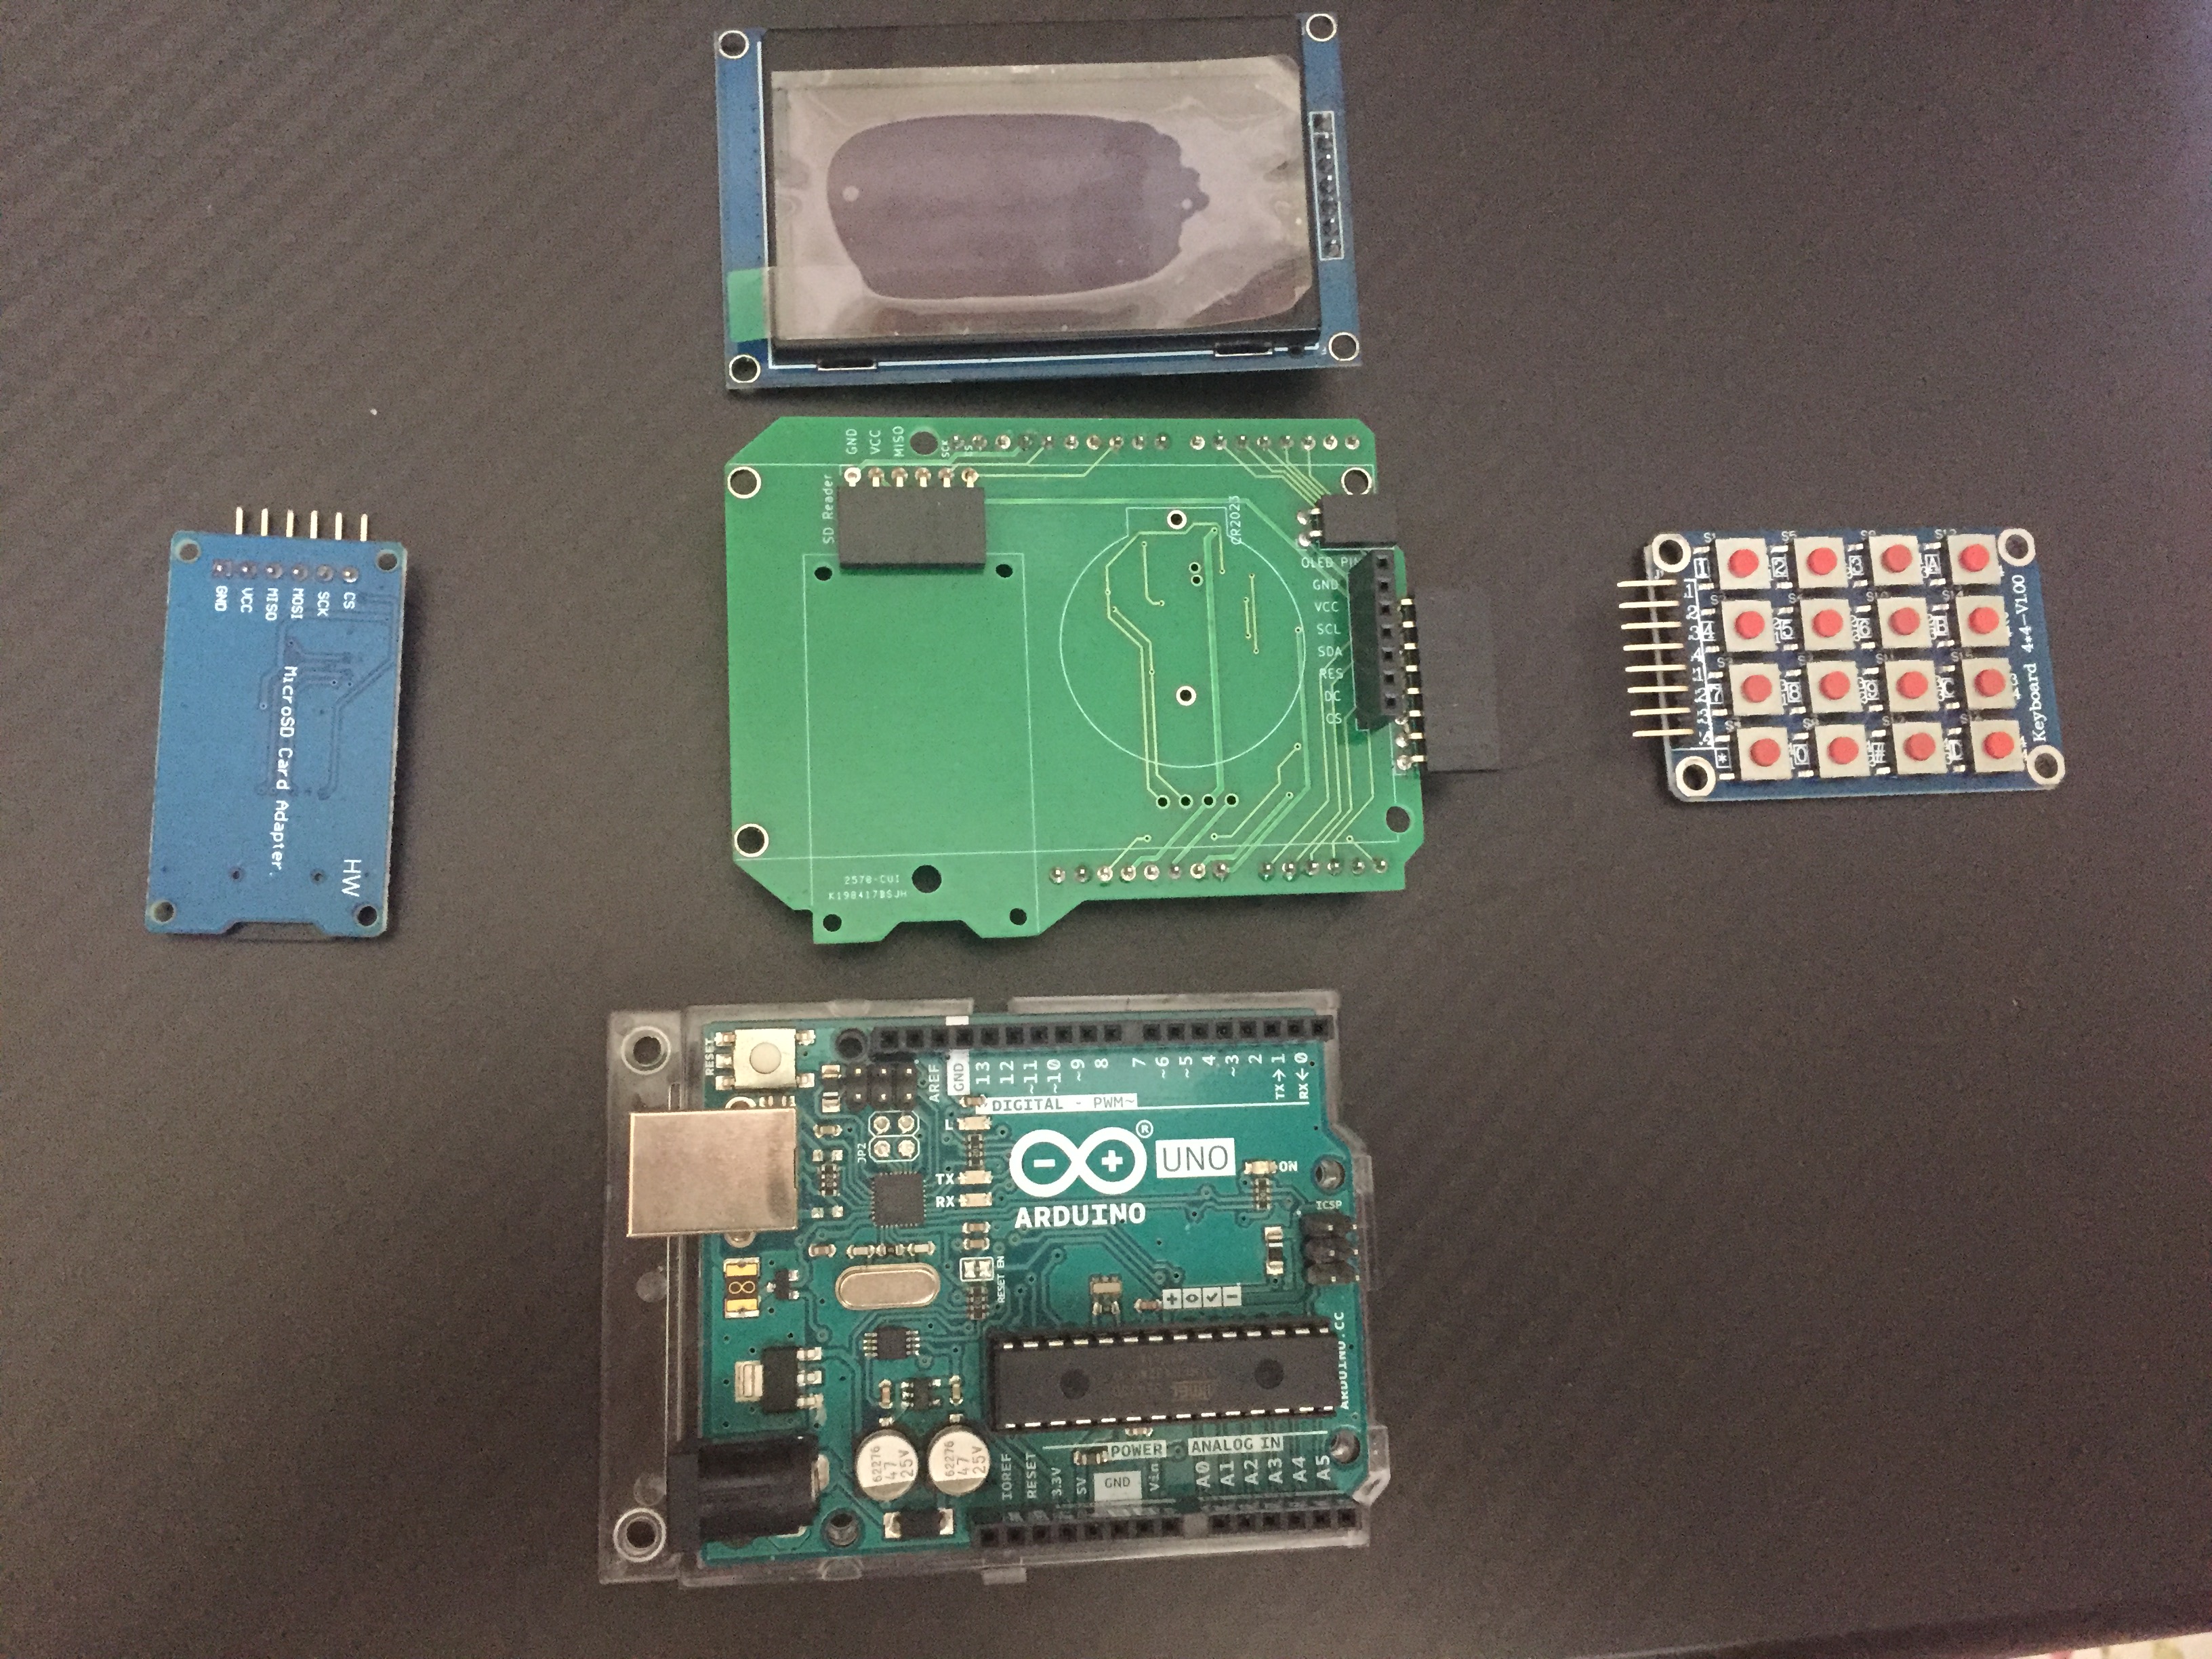 GND
VCC
MISO
SCK
SD Reader
CR2023
OLED PIN
GND
VCC
SCL
SDA
RES
DC
CS
2570-CUI
K198417BSJH
GND
VCC
MISO
MOSI
SCK
CS
MicroSD Card Adapter
HW
Keyboard 4*4-V1.00
RESET
AREF
GND
13
12
~11
~10
~9
8
7
~6
~5
4
~3
2
TX→1
RX←0
DIGITAL - PWM~
L
JP2
TX
RX
UNO
ARDUINO
ON
ICSP
RESET EN
ARDUINO.CC
62276
47
25V
62276
47
25V
POWER
ANALOG IN
IOREF
RESET
3.3V
5V
GND
Vin
A0
A1
A2
A3
A4
A5